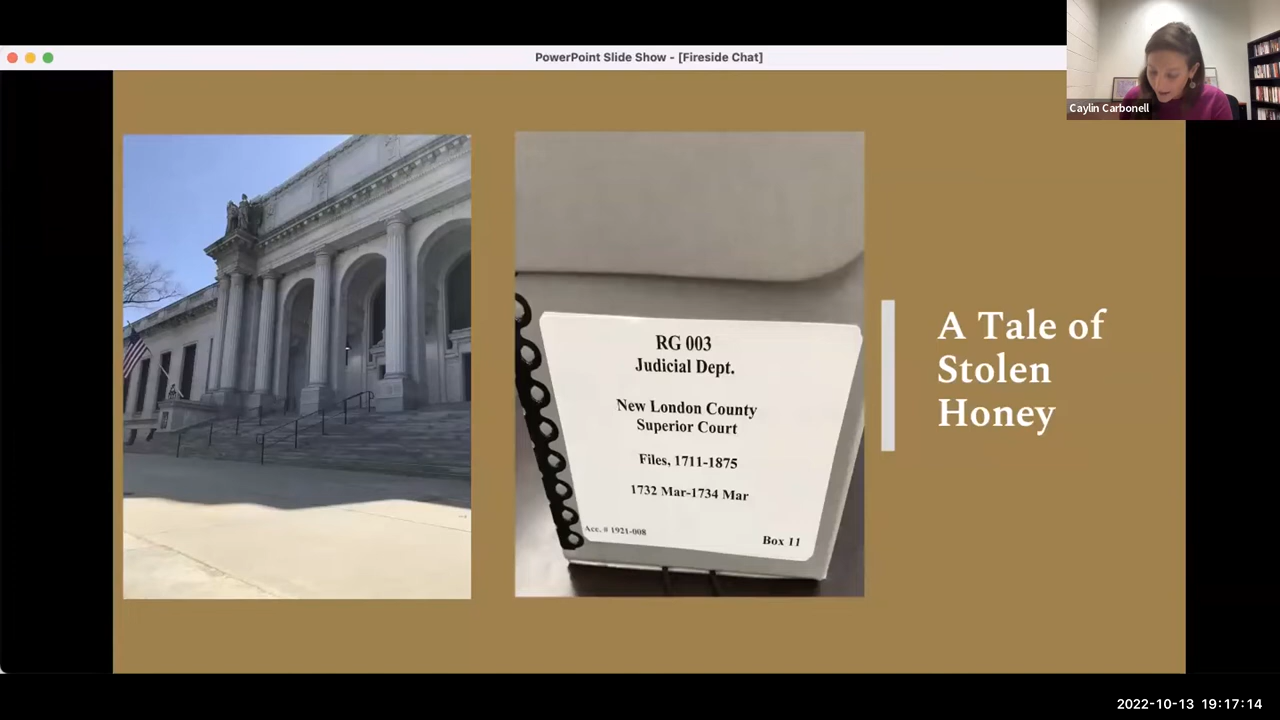 PowerPoint Slide Show - [Fireside Chat]
Caylin Carbonell
RG 003
Judicial Dept.
New London County
Superior Court
Files, 1711-1875
1732 Mar-1734 Mar
Acc. # 1921-008
Box 11
A Tale of
Stolen
Honey
2022-10-13 19:17:14